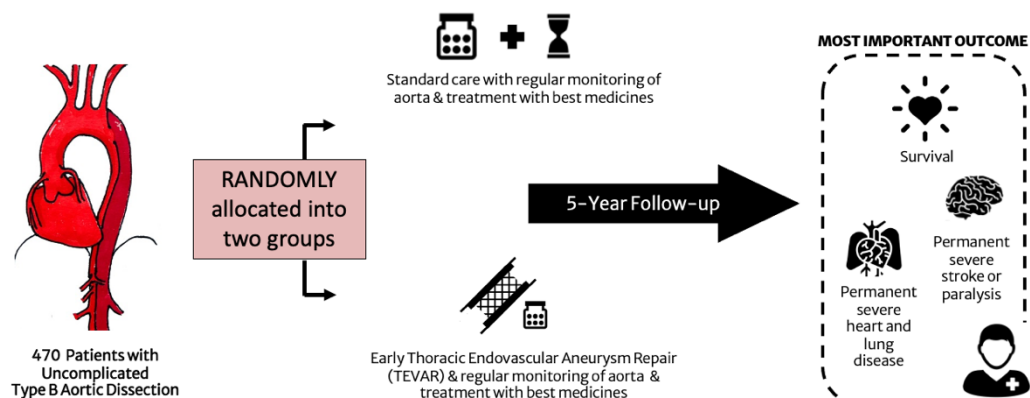 470 Patients with
Uncomplicated
Type B Aortic Dissection
RANDOMLY
allocated into
two groups
Standard care with regular monitoring of
aorta & treatment with best medicines
Early Thoracic Endovascular Aneurysm Repair
(TEVAR) & regular monitoring of aorta &
treatment with best medicines
5-Year Follow-up
MOST IMPORTANT OUTCOME
Survival
Permanent
severe
stroke or
paralysis
Permanent
severe
heart and
lung
disease